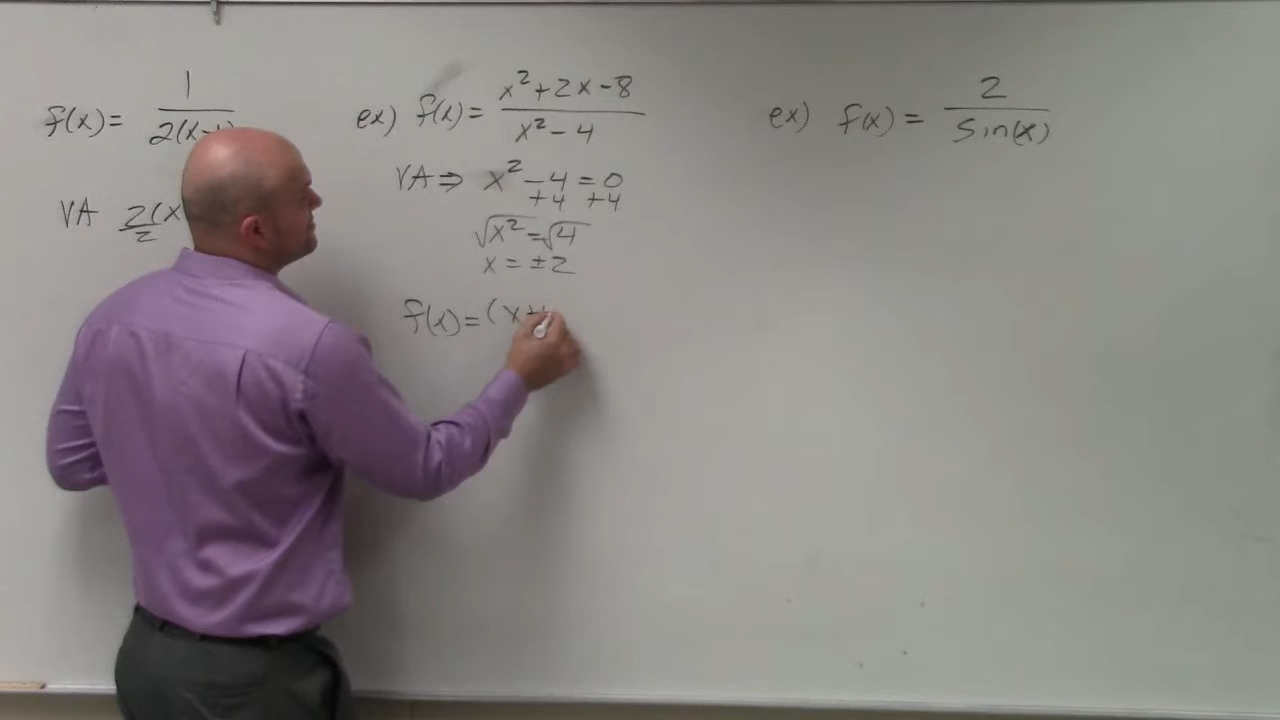 f(x) = 1 / 2(x-
VA 2(x / 2
ex) f(x) = x²+2x-8 / x²-4
VA ⇒ x² - 4 = 0
+4 +4
√x² = √4
x = ±2
f(x) = (x+
ex) f(x) = 2 / sin(x)